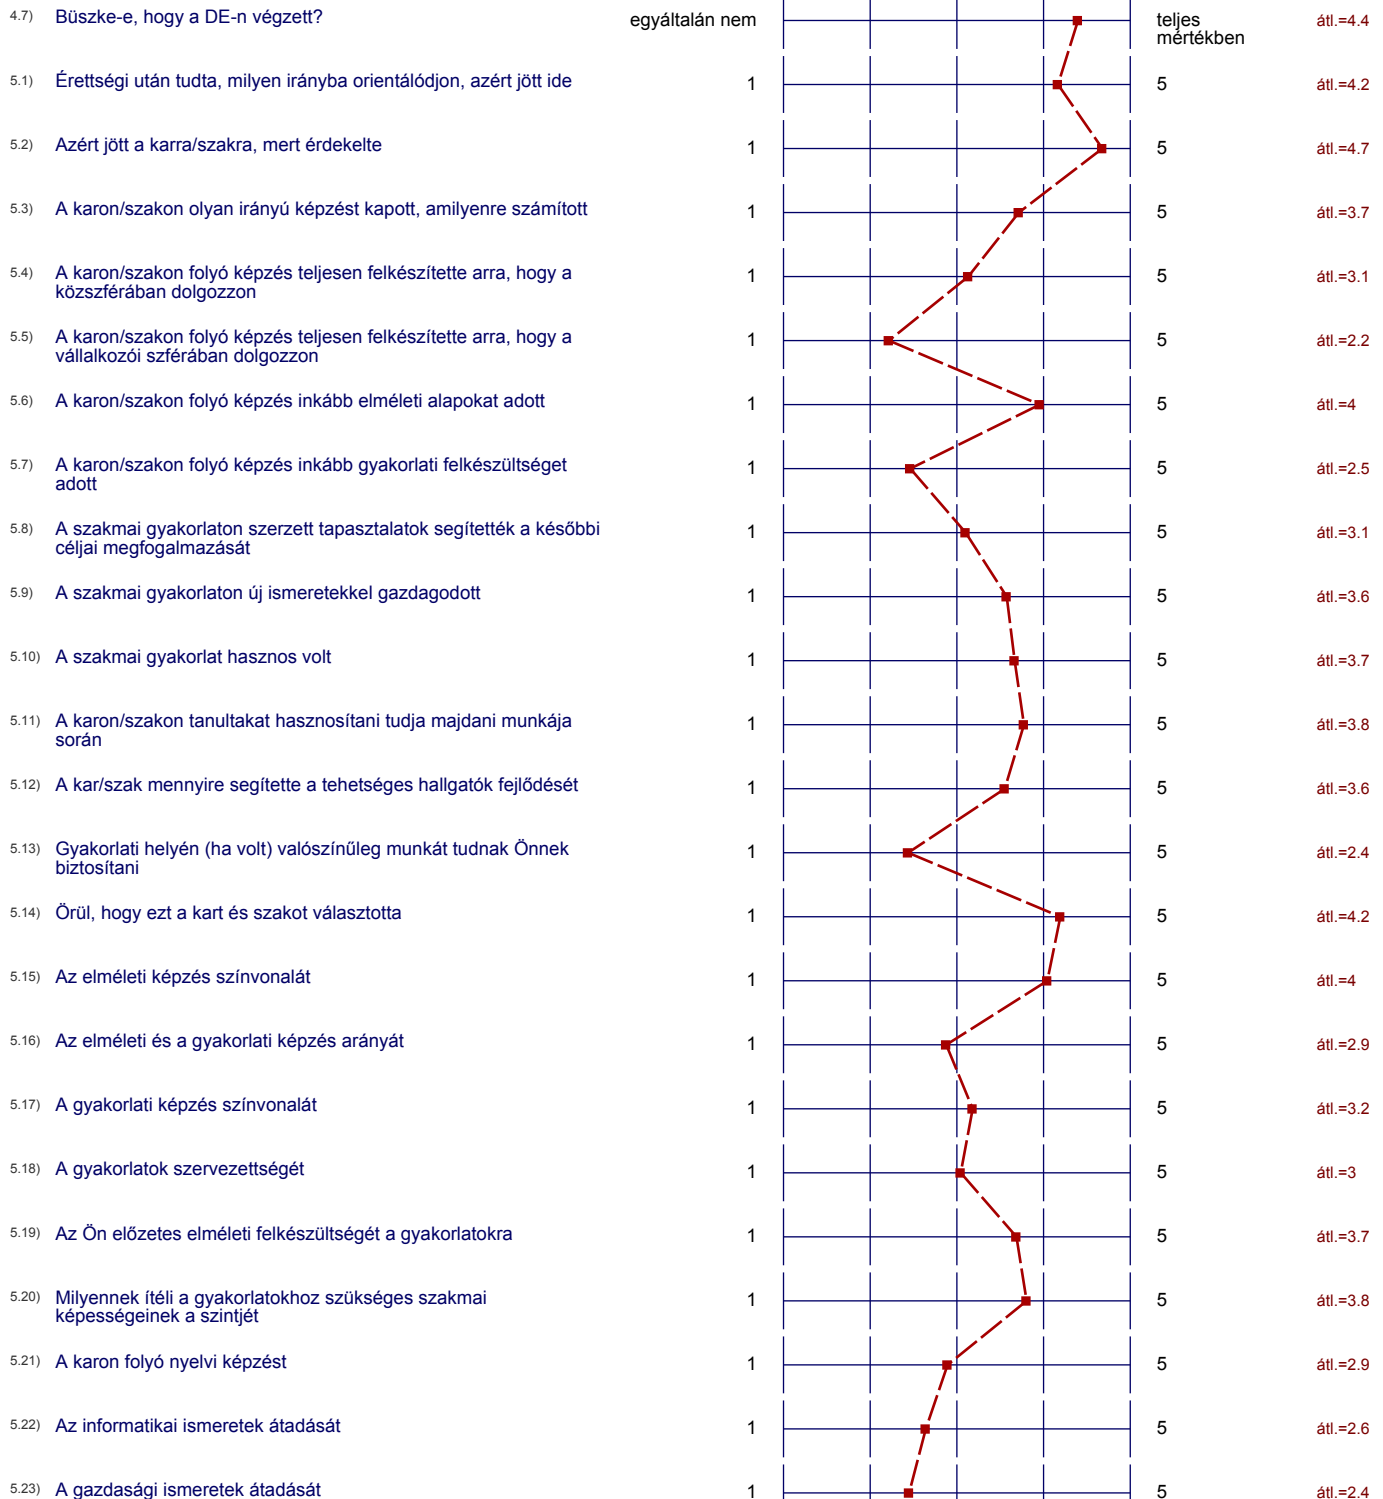 4.7) Büszke-e, hogy a DE-n végzett? egyáltalán nem teljes átl.=4.4
mértékben
5.1) Érettségi után tudta, milyen irányba orientálódjon, azért jött ide 1 5 átl.=4.2
5.2) Azért jött a karra/szakra, mert érdekelte 1 5 átl.=4.7
5.3) A karon/szakon olyan irányú képzést kapott, amilyenre számított 1 5 átl.=3.7
5.4) A karon/szakon folyó képzés teljesen felkészítette arra, hogy a 1 5 átl.=3.1
közszférában dolgozzon
5.5) A karon/szakon folyó képzés teljesen felkészítette arra, hogy a 1 5 átl.=2.2
vállalkozói szférában dolgozzon
5.6) A karon/szakon folyó képzés inkább elméleti alapokat adott 1 5 átl.=4
5.7) A karon/szakon folyó képzés inkább gyakorlati felkészültséget 1 5 átl.=2.5
adott
5.8) A szakmai gyakorlaton szerzett tapasztalatok segítették a későbbi 1 5 átl.=3.1
céljai megfogalmazását
5.9) A szakmai gyakorlaton új ismeretekkel gazdagodott 1 5 átl.=3.6
5.10) A szakmai gyakorlat hasznos volt 1 5 átl.=3.7
5.11) A karon/szakon tanultakat hasznosítani tudja majdani munkája 1 5 átl.=3.8
során
5.12) A kar/szak mennyire segítette a tehetséges hallgatók fejlődését 1 5 átl.=3.6
5.13) Gyakorlati helyén (ha volt) valószínűleg munkát tudnak Önnek 1 5 átl.=2.4
biztosítani
5.14) Örül, hogy ezt a kart és szakot választotta 1 5 átl.=4.2
5.15) Az elméleti képzés színvonalát 1 5 átl.=4
5.16) Az elméleti és a gyakorlati képzés arányát 1 5 átl.=2.9
5.17) A gyakorlati képzés színvonalát 1 5 átl.=3.2
5.18) A gyakorlatok szervezettségét 1 5 átl.=3
5.19) Az Ön előzetes elméleti felkészültségét a gyakorlatokra 1 5 átl.=3.7
5.20) Milyennek ítéli a gyakorlatokhoz szükséges szakmai 1 5 átl.=3.8
képességeinek a szintjét
5.21) A karon folyó nyelvi képzést 1 5 átl.=2.9
5.22) Az informatikai ismeretek átadását 1 5 átl.=2.6
5.23) A gazdasági ismeretek átadását 1 5 átl.=2.4